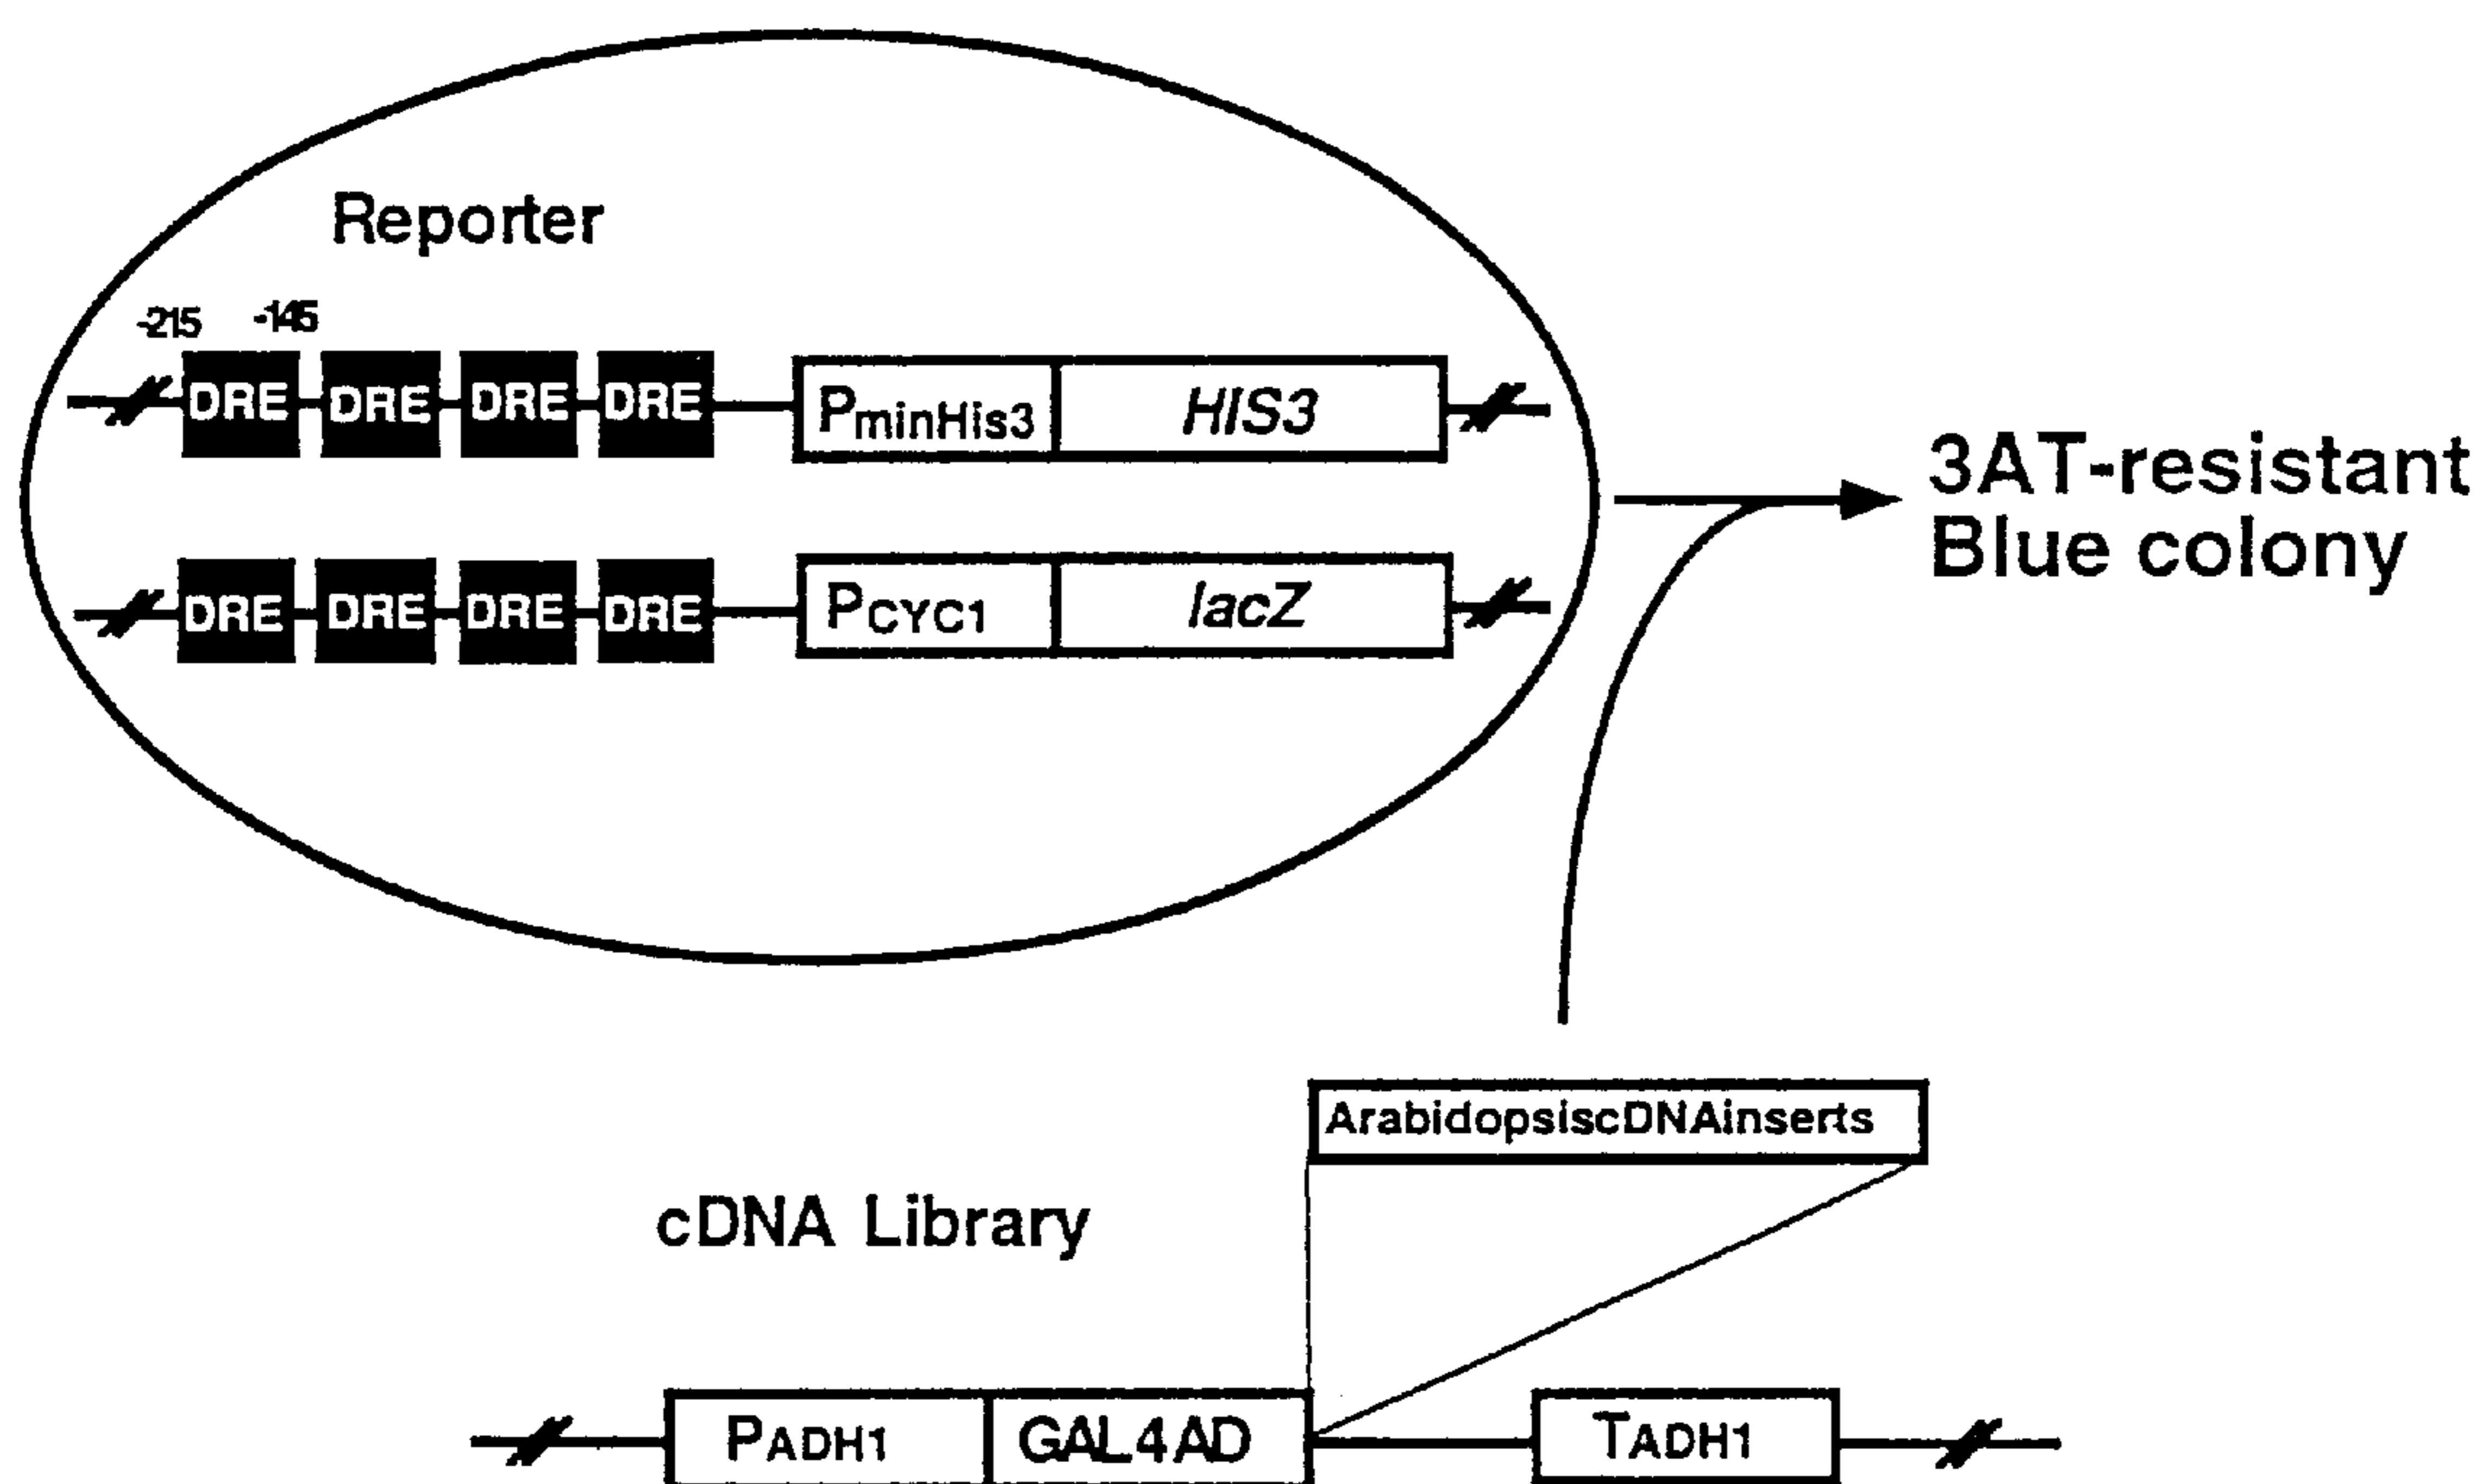 Reporter
-215 -145
DRE DRE DRE DRE PminHis3 HIS3
3AT-resistant
Blue colony
DRE DRE DRE DRE PCYC1 lacZ
ArabidopsiscDNAinserts
cDNA Library
PADH1 GAL4AD TADH1